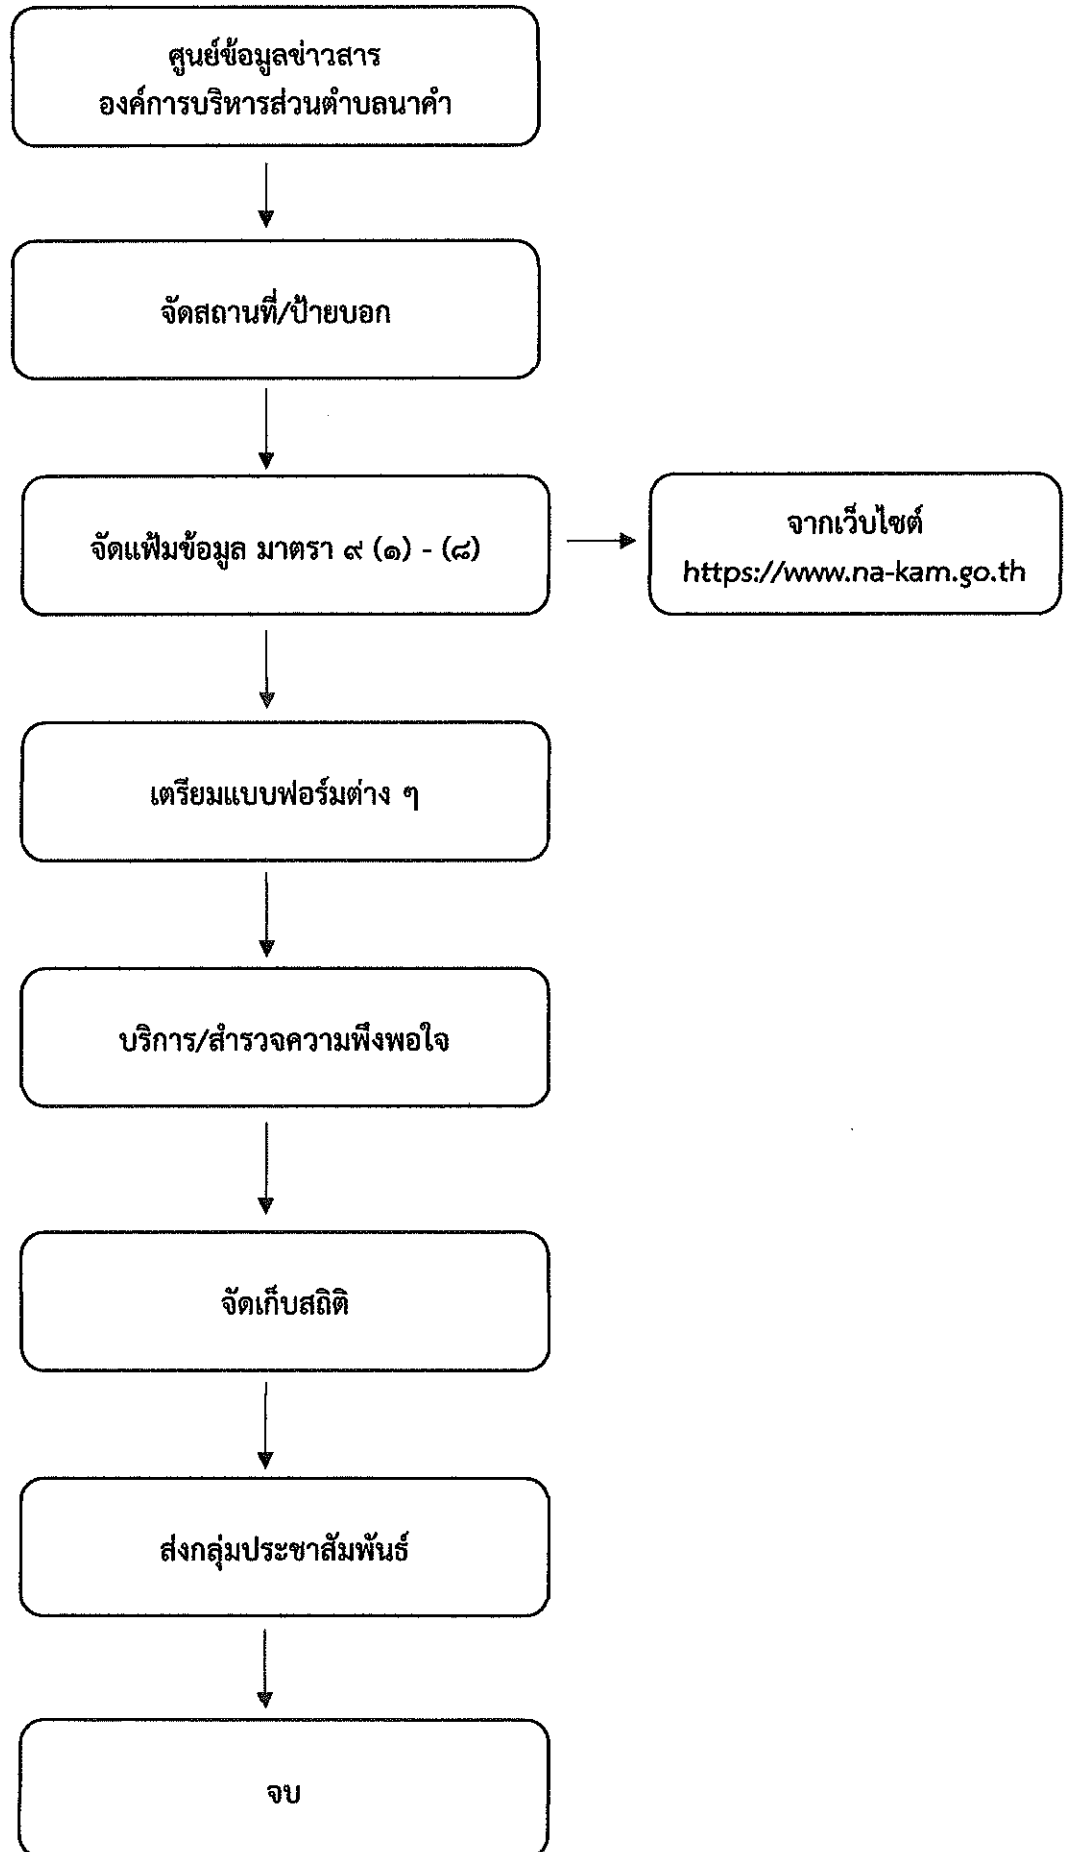 ศูนย์ข้อมูลข่าวสาร
องค์การบริหารส่วนตำบลนาคำ
จัดสถานที่/ป้ายบอก
จัดแฟ้มข้อมูล มาตรา ๙ (๑) - (๘)
จากเว็บไซต์
https://www.na-kam.go.th
เตรียมแบบฟอร์มต่าง ๆ
บริการ/สำรวจความพึงพอใจ
จัดเก็บสถิติ
ส่งกลุ่มประชาสัมพันธ์
จบ